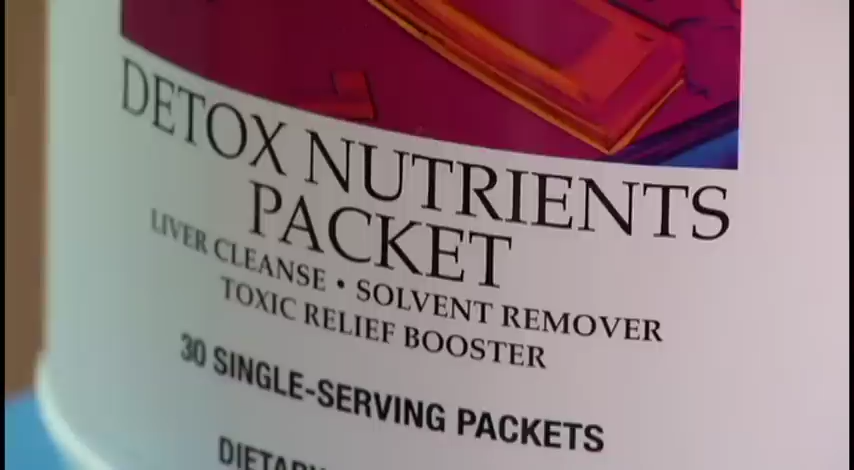 DETOX NUTRIENTS
PACKET
LIVER CLEANSE • SOLVENT REMOVER
TOXIC RELIEF BOOSTER
30 SINGLE-SERVING PACKETS